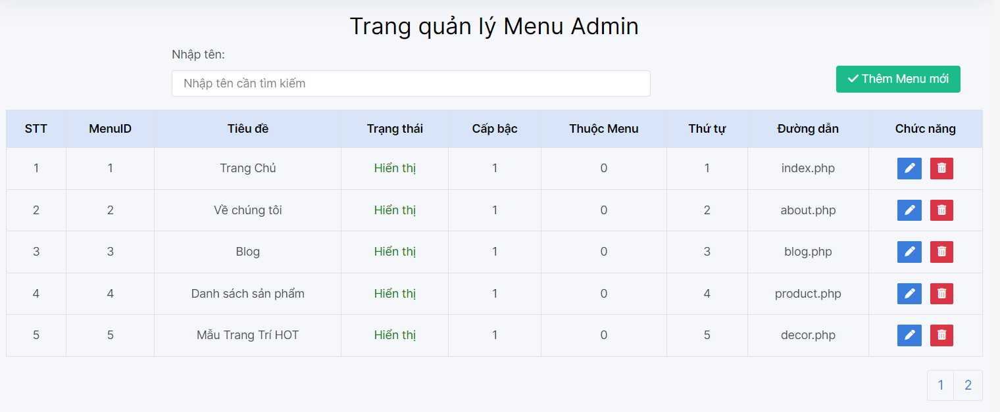 Trang quản lý Menu Admin
Nhập tên:
Nhập tên cần tìm kiếm
Thêm Menu mới
STT MenuID Tiêu đề Trạng thái Cấp bậc Thuộc Menu Thứ tự Đường dẫn Chức năng
1 1 Trang Chủ Hiển thị 1 0 1 index.php
2 2 Về chúng tôi Hiển thị 1 0 2 about.php
3 3 Blog Hiển thị 1 0 3 blog.php
4 4 Danh sách sản phẩm Hiển thị 1 0 4 product.php
5 5 Mẫu Trang Trí HOT Hiển thị 1 0 5 decor.php
1 2